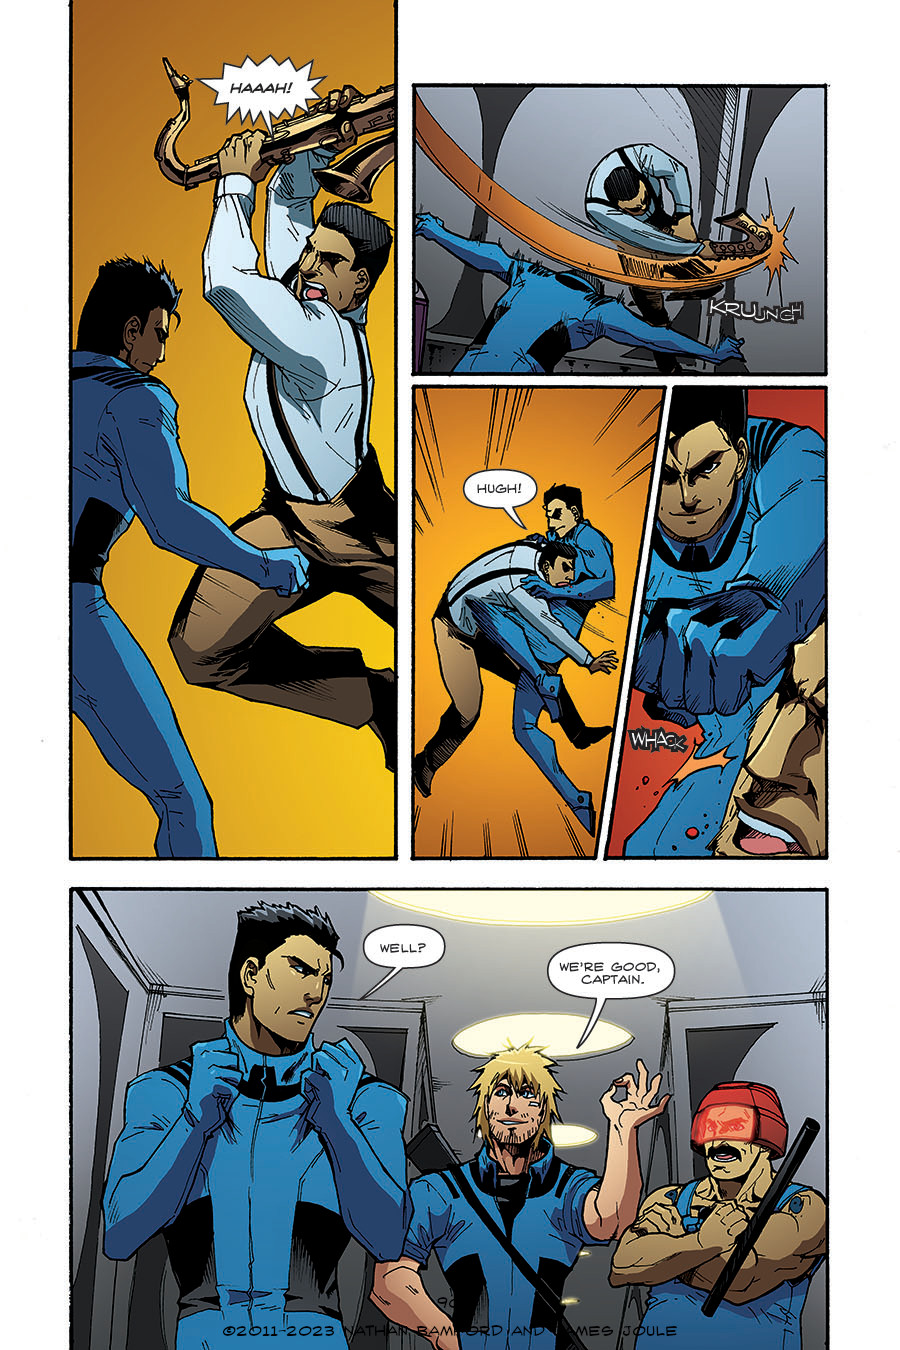 HAAAH!
KRUUNCH
HUGH!
WHACK
WELL?
WE'RE GOOD,
CAPTAIN.
©2011-2023 NATHAN BAMFORD AND JAMES JOULE